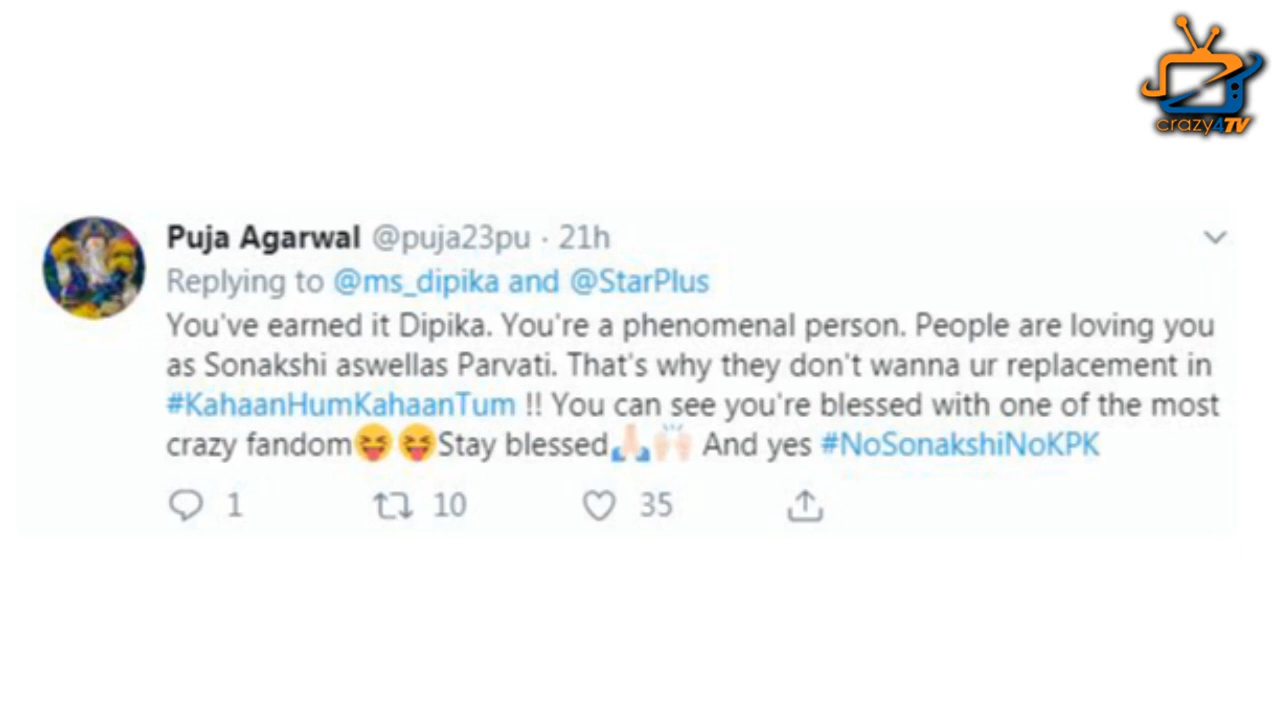 crazy4TV
Puja Agarwal @puja23pu · 21h
Replying to @ms_dipika and @StarPlus
You've earned it Dipika. You're a phenomenal person. People are loving you
as Sonakshi aswellas Parvati. That's why they don't wanna ur replacement in
#KahaanHumKahaanTum !! You can see you're blessed with one of the most
crazy fandom😝😝Stay blessed🙏🏻🙌🏻 And yes #NoSonakshiNoKPK
1 10 35